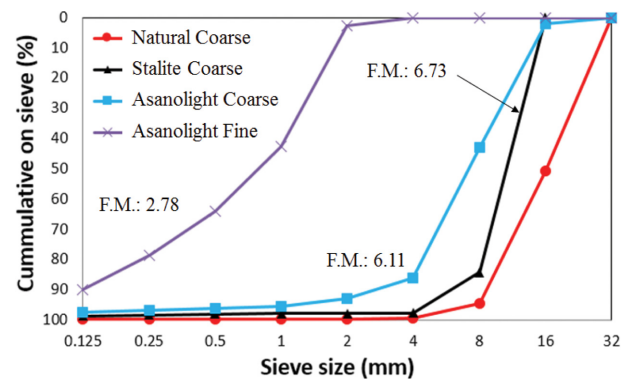 Cummulative on sieve (%)
0
10
20
30
40
50
60
70
80
90
100
Natural Coarse
Stalite Coarse
Asanolight Coarse
Asanolight Fine
F.M.: 6.73
F.M.: 2.78
F.M.: 6.11
0.125 0.25 0.5 1 2 4 8 16 32
Sieve size (mm)